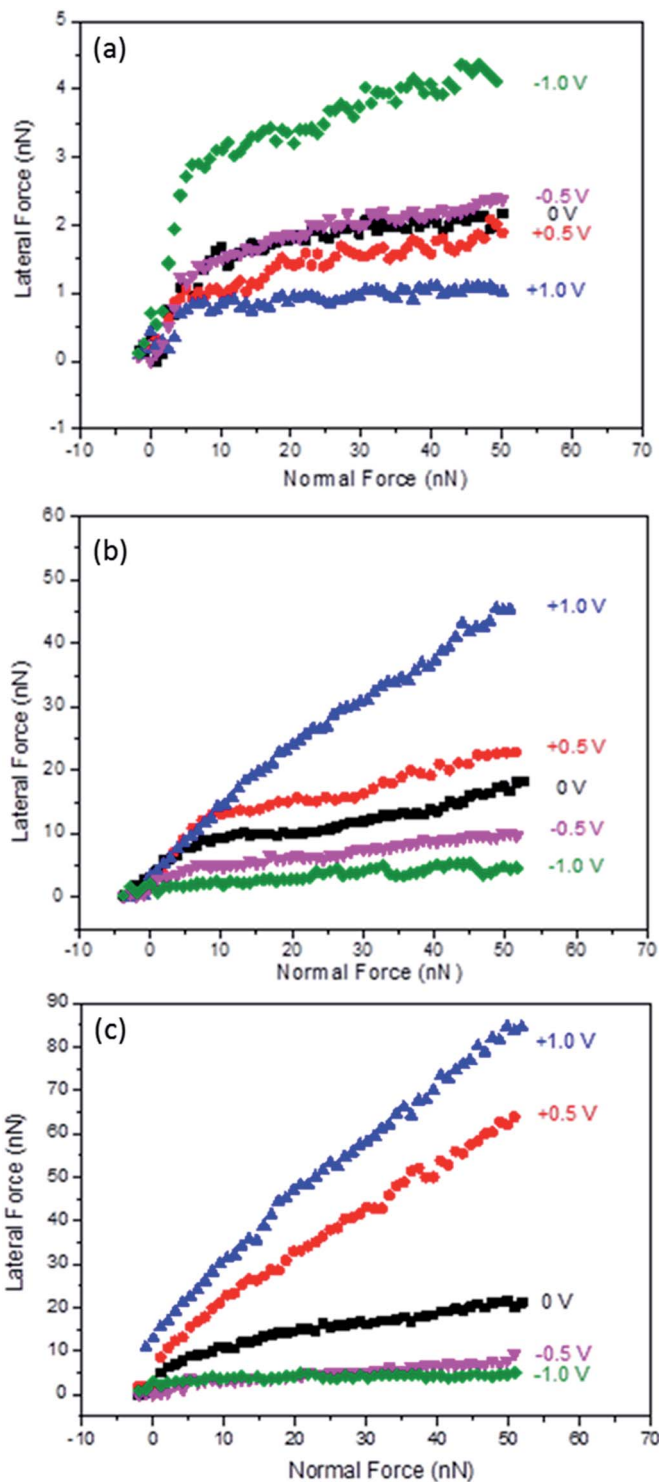 (a)
5
4
3
2
1
0
-1
Lateral Force (nN)
-1.0 V
-0.5 V
0 V
+0.5 V
+1.0 V
-10 0 10 20 30 40 50 60 70
Normal Force (nN)
(b)
60
50
40
30
20
10
0
-10
Lateral Force (nN)
+1.0 V
+0.5 V
0 V
-0.5 V
-1.0 V
0 10 20 30 40 50 60 70
Normal Force (nN)
(c)
90
80
70
60
50
40
30
20
10
0
-10
Lateral Force (nN)
+1.0 V
+0.5 V
0 V
-0.5 V
-1.0 V
0 10 20 30 40 50 60 70
Normal Force (nN)